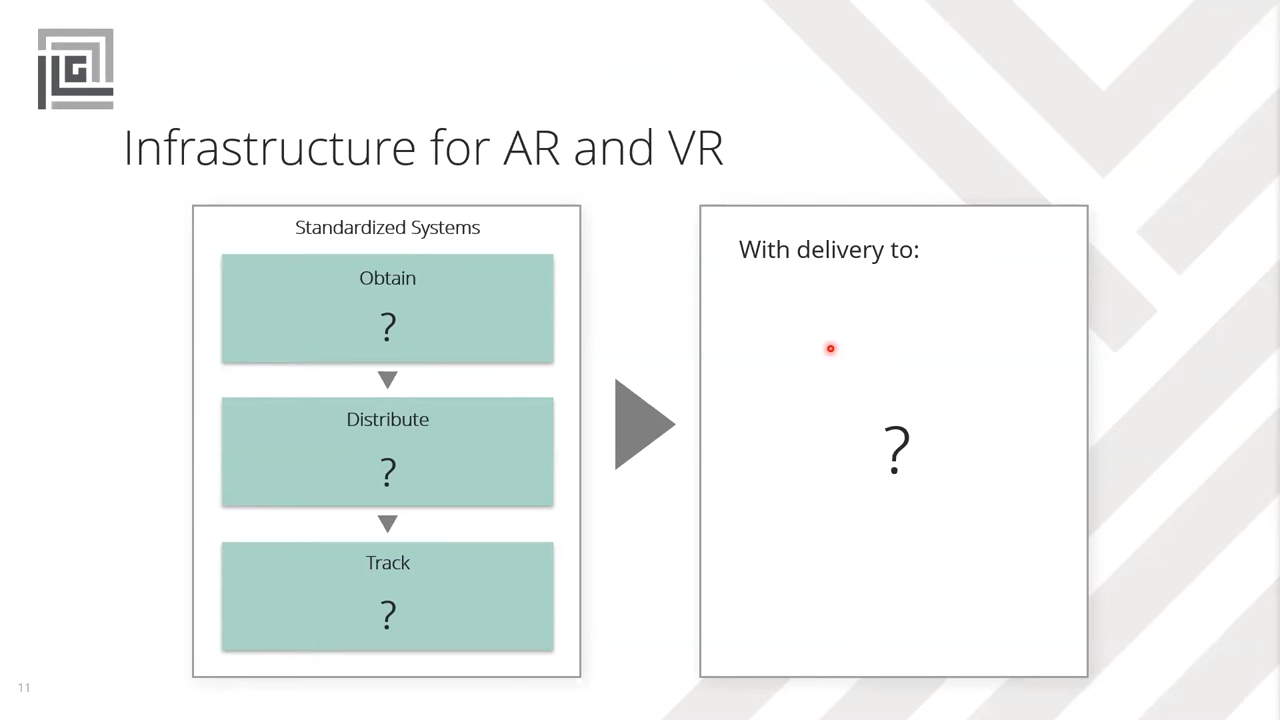 Infrastructure for AR and VR
Standardized Systems
Obtain
?
Distribute
?
Track
?
With delivery to:
?
11